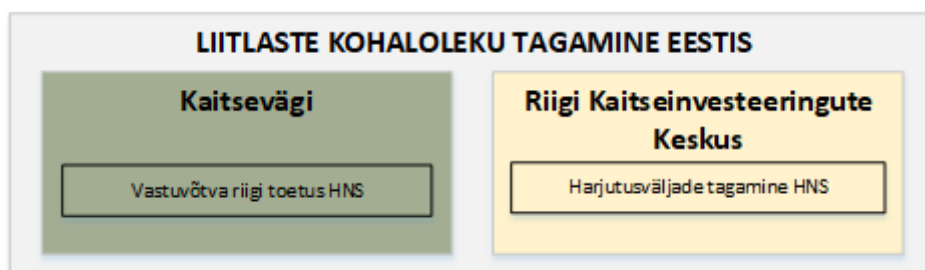 LIITLASTE KOHALOLEKU TAGAMINE EESTIS
Kaitsevägi
Vastuvõtva riigi toetus HNS
Riigi Kaitseinvesteeringute
Keskus
Harjutusväljade tagamine HNS